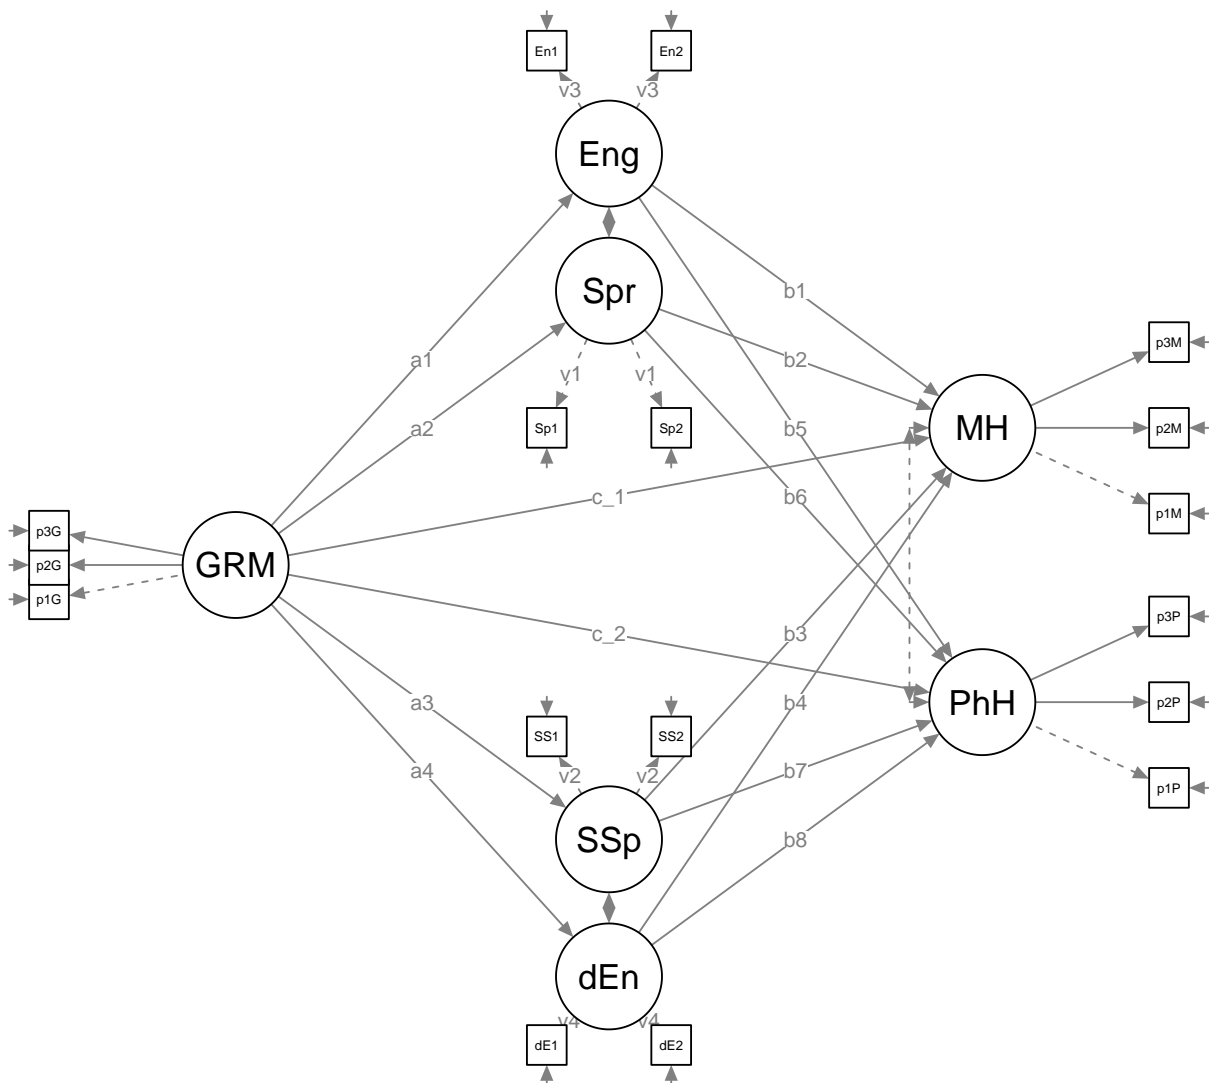 En1 En2
v3 v3
Eng
Spr
b1
a1 v1 v1 b2
p3M
Sp1 Sp2
a2 b5 MH p2M
c_1 b6
p1M
p3G
p2G GRM
p1G
p3P
c_2 b3
a3 b4 PhH p2P
SS1 SS2
a4 v2 v2 b7
p1P
SSp b8
dEn
v4 v4
dE1 dE2